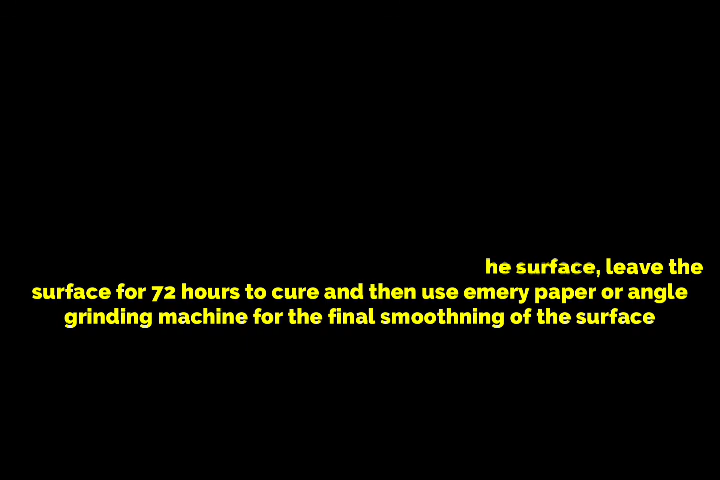 he surface, leave the
surface for 72 hours to cure and then use emery paper or angle
grinding machine for the final smoothning of the surface